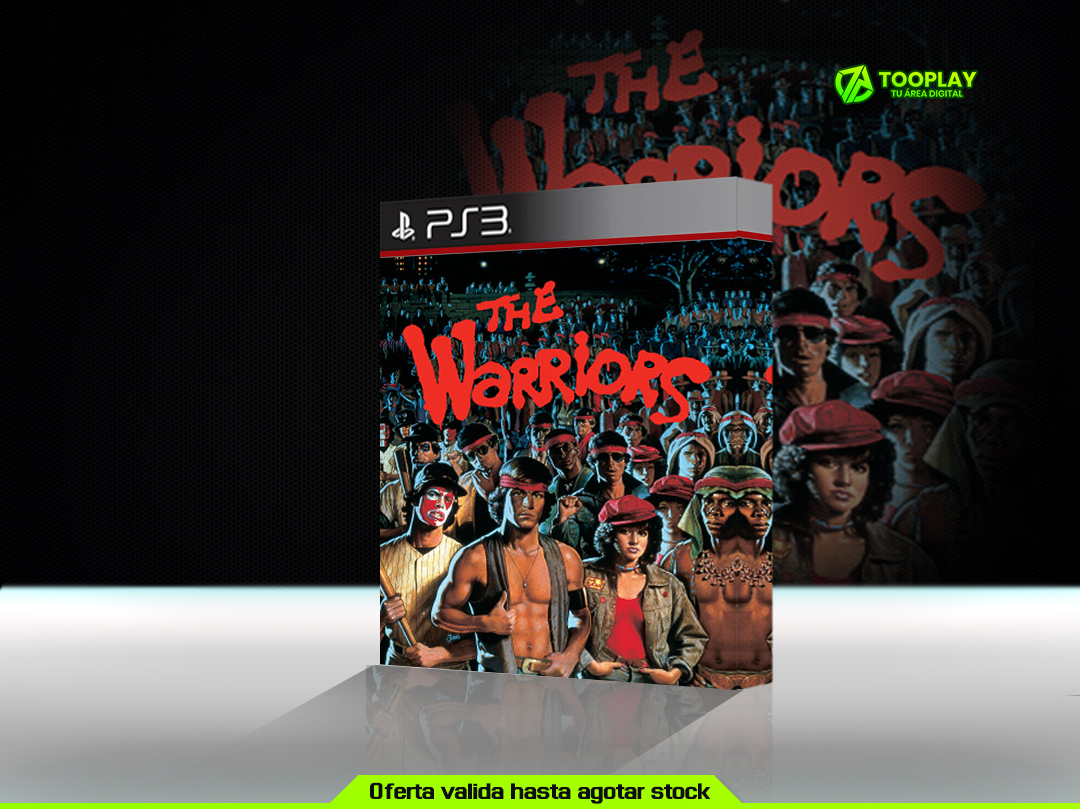 THE
WARRIORS
TOOPLAY
TU ÁREA DIGITAL
PS3
THE
WARRIORS
Oferta valida hasta agotar stock